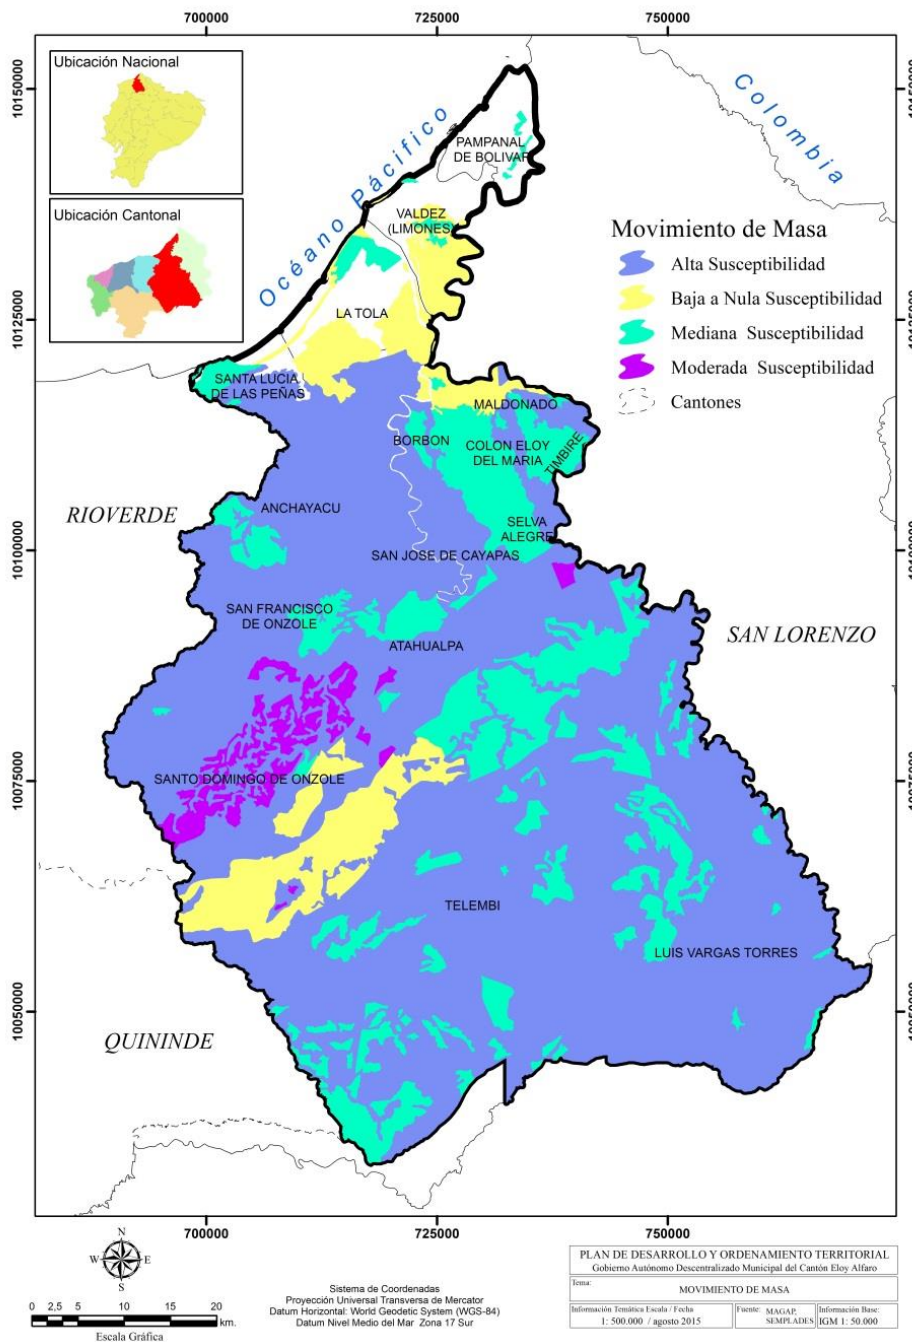 700000
725000
750000
Ubicación Nacional
Ubicación Cantonal
10150000
10150000
Colombia
Océano Pácifico
PAMPANAL
DE BOLIVAR
VALDEZ
(LIMONES)
Movimiento de Masa
Alta Susceptibilidad
Baja a Nula Susceptibilidad
Mediana Susceptibilidad
Moderada Susceptibilidad
Cantones
10125000
10125000
LA TOLA
SANTA LUCIA
DE LAS PEÑAS
MALDONADO
BORBON
COLON ELOY
DEL MARIA
TIMBIRE
RIOVERDE
ANCHAYACU
SELVA
ALEGRE
10100000
10100000
SAN JOSE DE CAYAPAS
SAN FRANCISCO
DE ONZOLE
ATAHUALPA
SAN LORENZO
SANTO DOMINGO DE ONZOLE
10075000
10075000
TELEMBI
LUIS VARGAS TORRES
10050000
10050000
QUININDE
700000
725000
750000
N
W
E
S
0 2,5 5 10 15 20
km.
Escala Gráfica
Sistema de Coordenadas
Proyección Universal Transversa de Mercator
Datum Horizontal: World Geodetic System (WGS-84)
Datum Nivel Medio del Mar Zona 17 Sur
PLAN DE DESARROLLO Y ORDENAMIENTO TERRITORIAL
Gobierno Autónomo Descentralizado Municipal del Cantón Eloy Alfaro
Tema:
MOVIMIENTO DE MASA
Información Temática Escala / Fecha
1: 500.000 / agosto 2015
Fuente: MAGAP,
SEMPLADES
Información Base:
IGM 1: 50.000